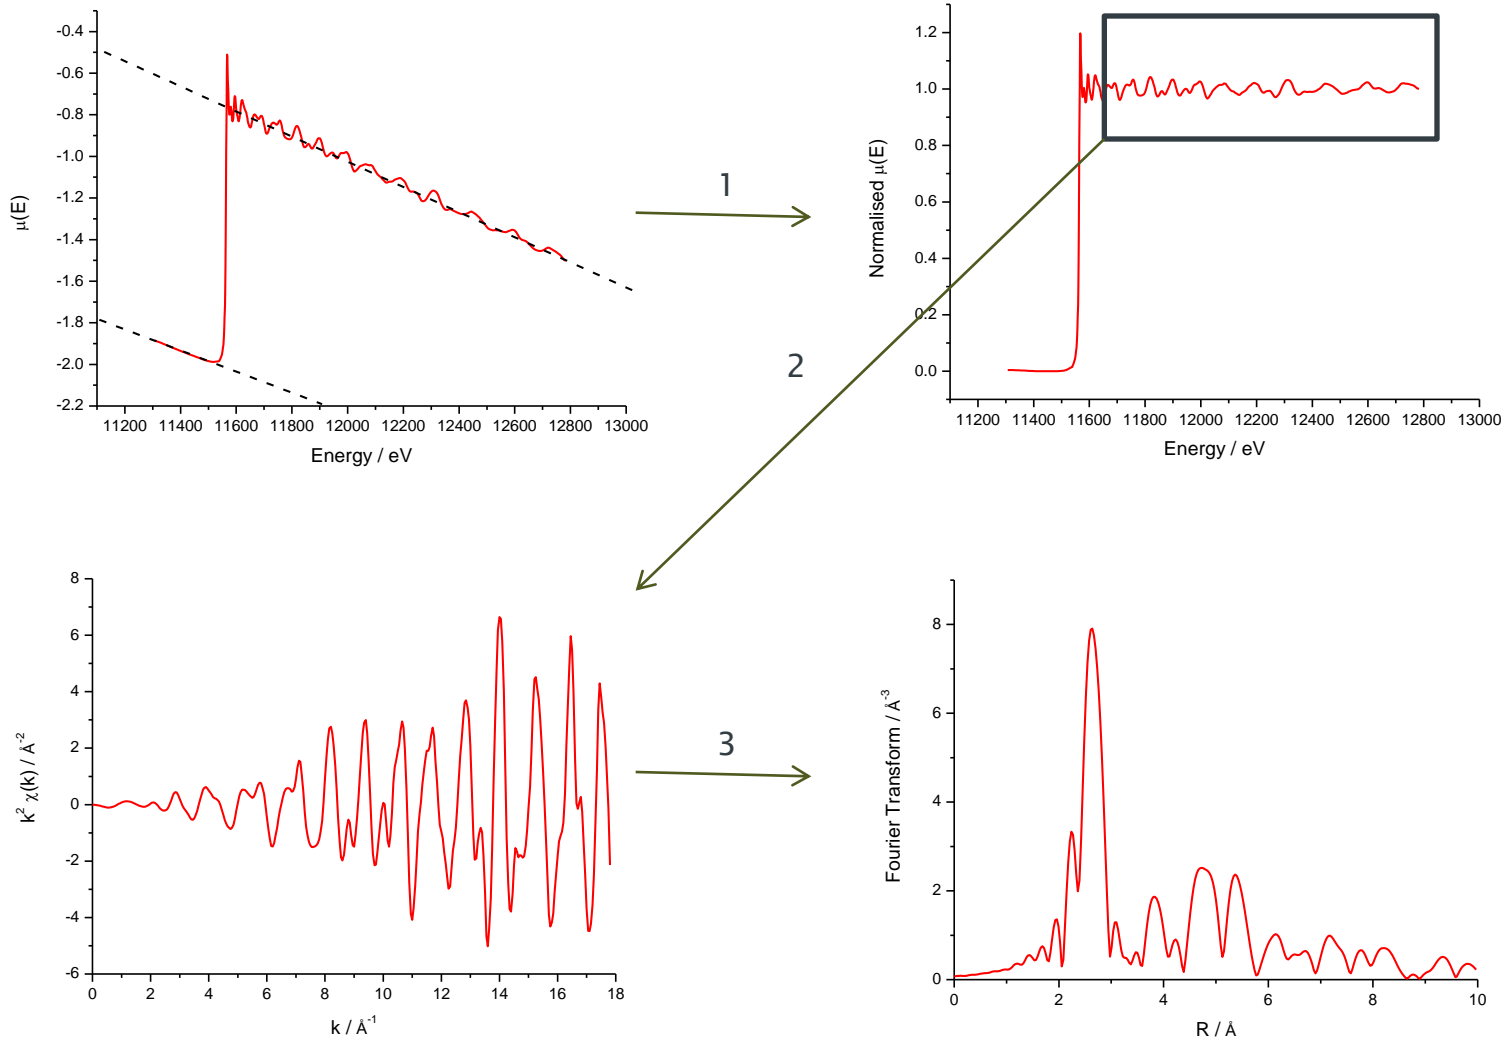 -0.4
-0.6
-0.8
-1.0
-1.2
-1.4
-1.6
-1.8
-2.0
-2.2
μ(E)
11200 11400 11600 11800 12000 12200 12400 12600 12800 13000
Energy / eV
1
1.2
1.0
0.8
0.6
0.4
0.2
0.0
Normalised μ(E)
11200 11400 11600 11800 12000 12200 12400 12600 12800 13000
Energy / eV
2
8
6
4
2
0
-2
-4
-6
k² χ(k) / Å⁻²
0 2 4 6 8 10 12 14 16 18
k / Å⁻¹
3
8
6
4
2
0
Fourier Transform / Å⁻³
0 2 4 6 8 10
R / Å